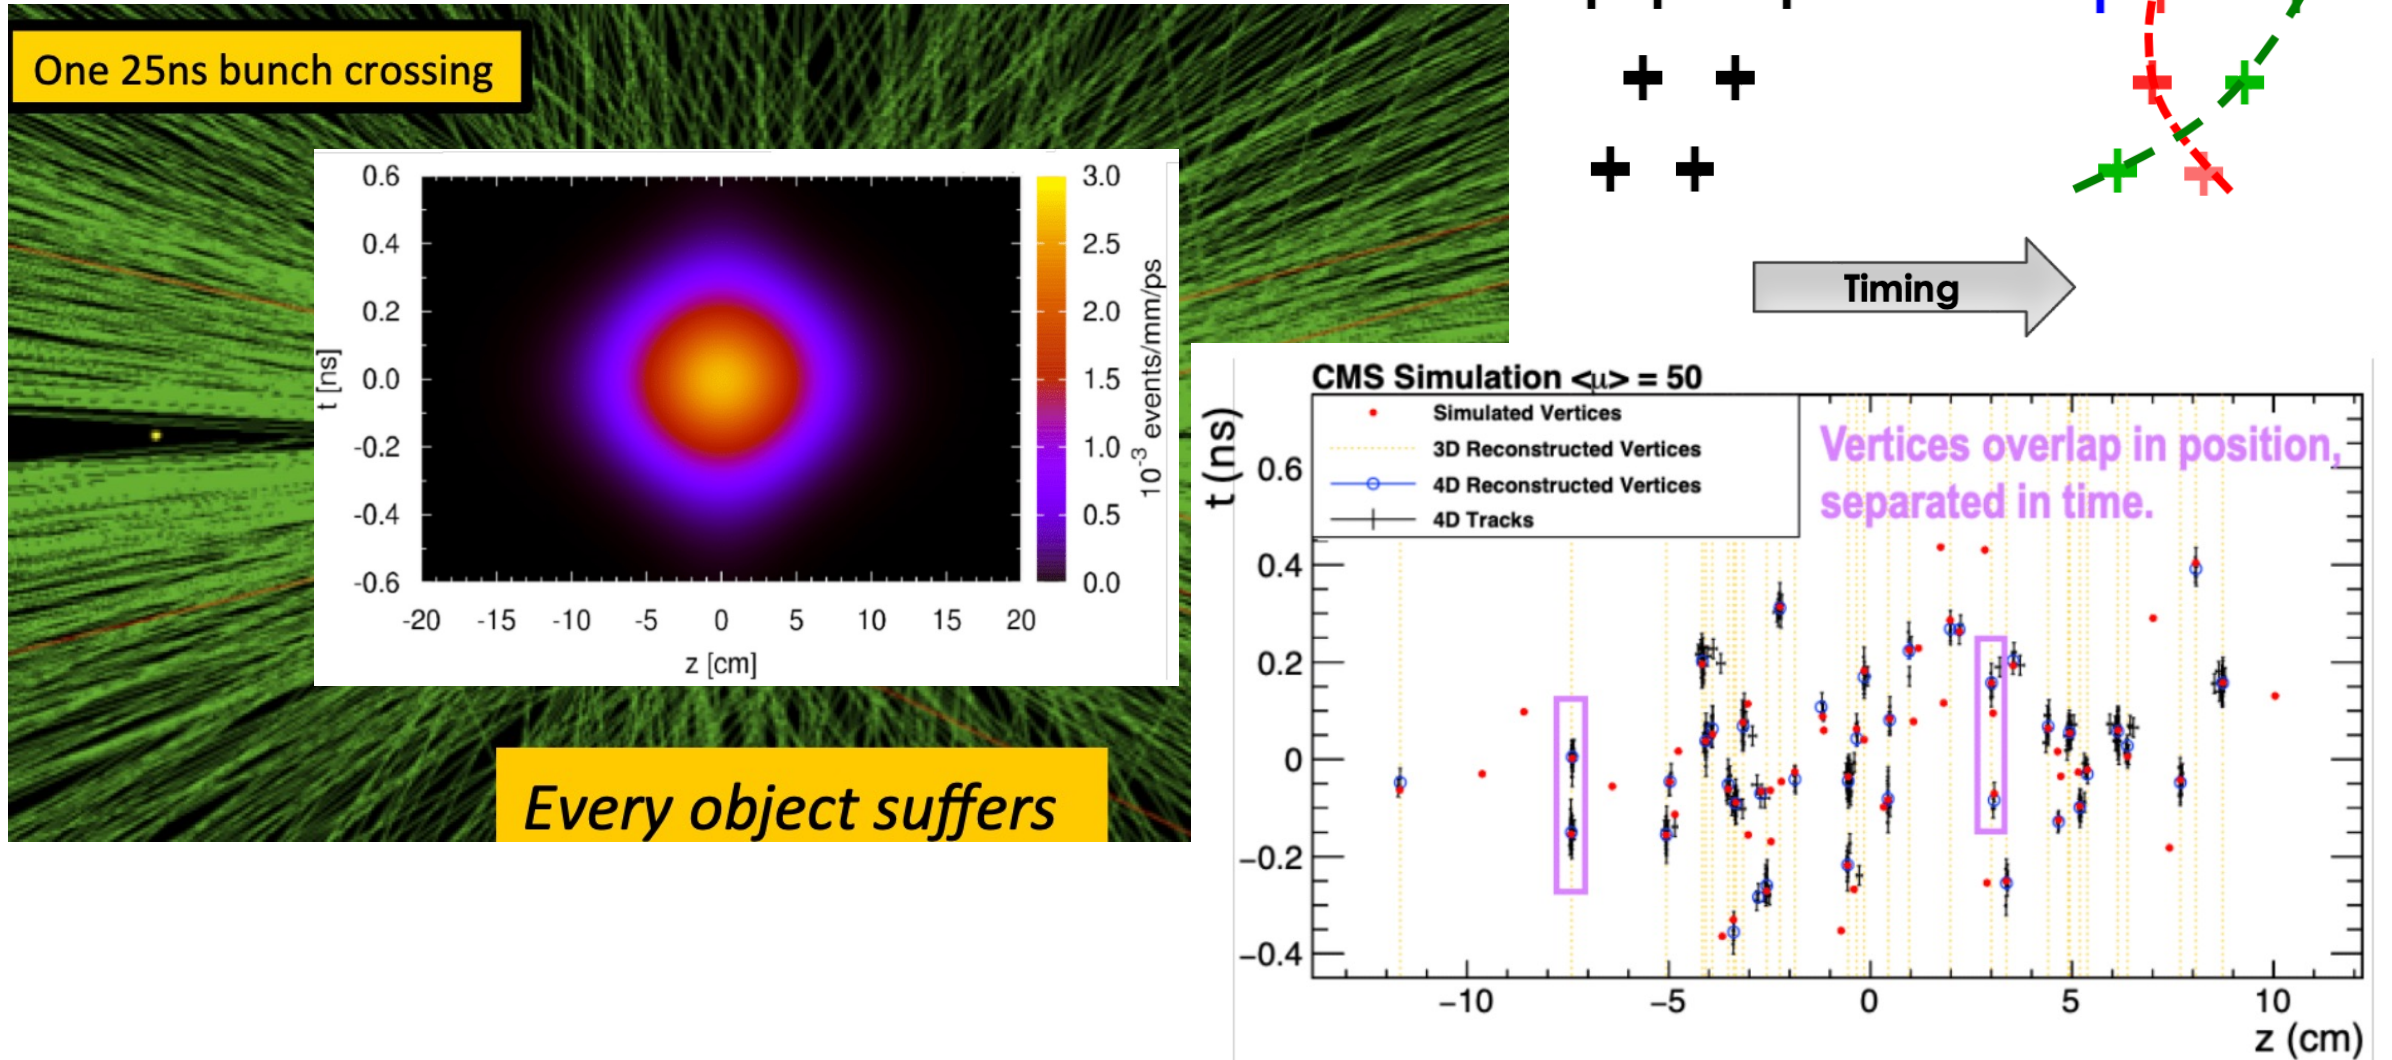 One 25ns bunch crossing
0.6
0.4
0.2
0.0
-0.2
-0.4
-0.6
t [ns]
-20 -15 -10 -5 0 5 10 15 20
z [cm]
3.0
2.5
2.0
1.5
1.0
0.5
0.0
10⁻³ events/mm/ps
Every object suffers
Timing
CMS Simulation <μ> = 50
Simulated Vertices
3D Reconstructed Vertices
4D Reconstructed Vertices
4D Tracks
Vertices overlap in position,
separated in time.
t (ns)
0.6
0.4
0.2
0
−0.2
−0.4
−10 −5 0 5 10
z (cm)